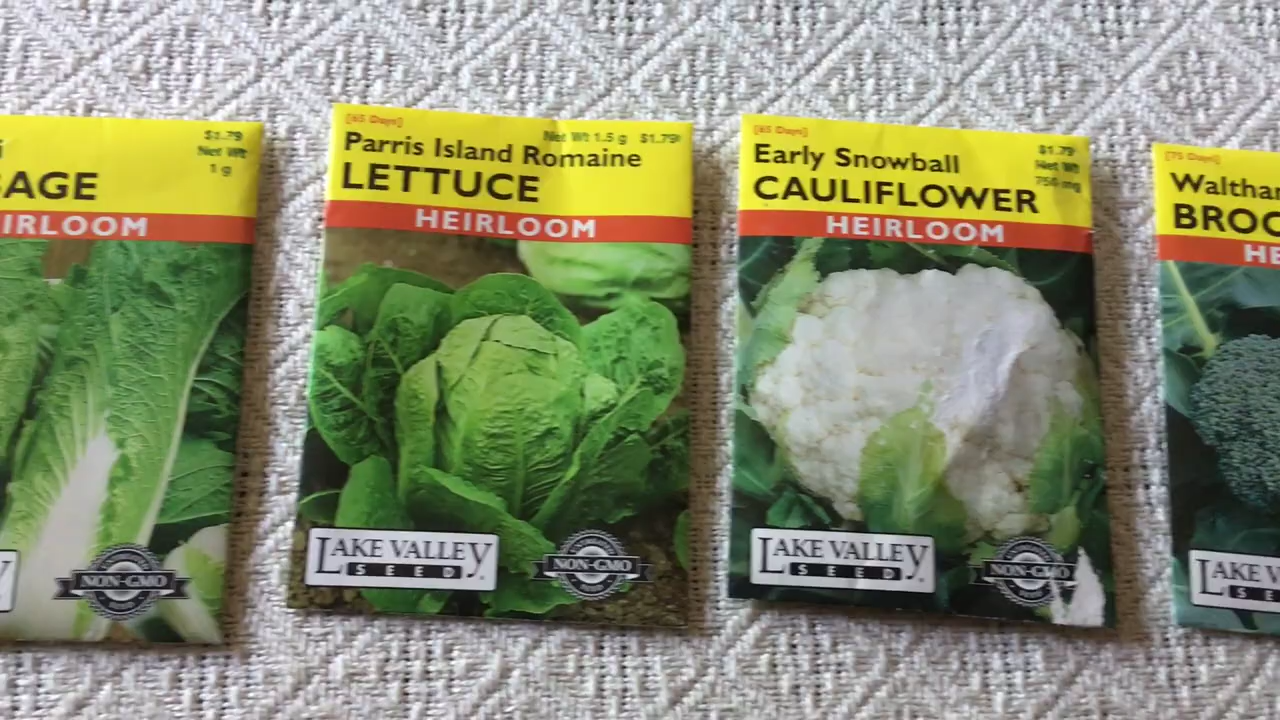 $1.79
Net Wt
1 g
AGE
IRLOOM
NON-GMO
[65 Days]
Net Wt 1.5 g $1.79
Parris Island Romaine
LETTUCE
HEIRLOOM
LAKE VALLEY
SEED
NON-GMO
[65 Days]
$1.79
Net Wt
750 mg
Early Snowball
CAULIFLOWER
HEIRLOOM
LAKE VALLEY
SEED
NON-GMO
[75 Days]
Waltha
BROC
HE
LAKE V
SE